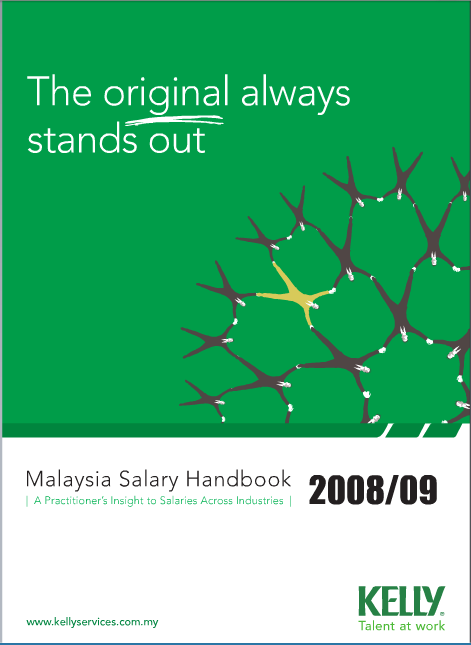 The original always
stands out
Malaysia Salary Handbook
| A Practitioner's Insight to Salaries Across Industries |
2008/09
KELLY®
Talent at work
www.kellyservices.com.my